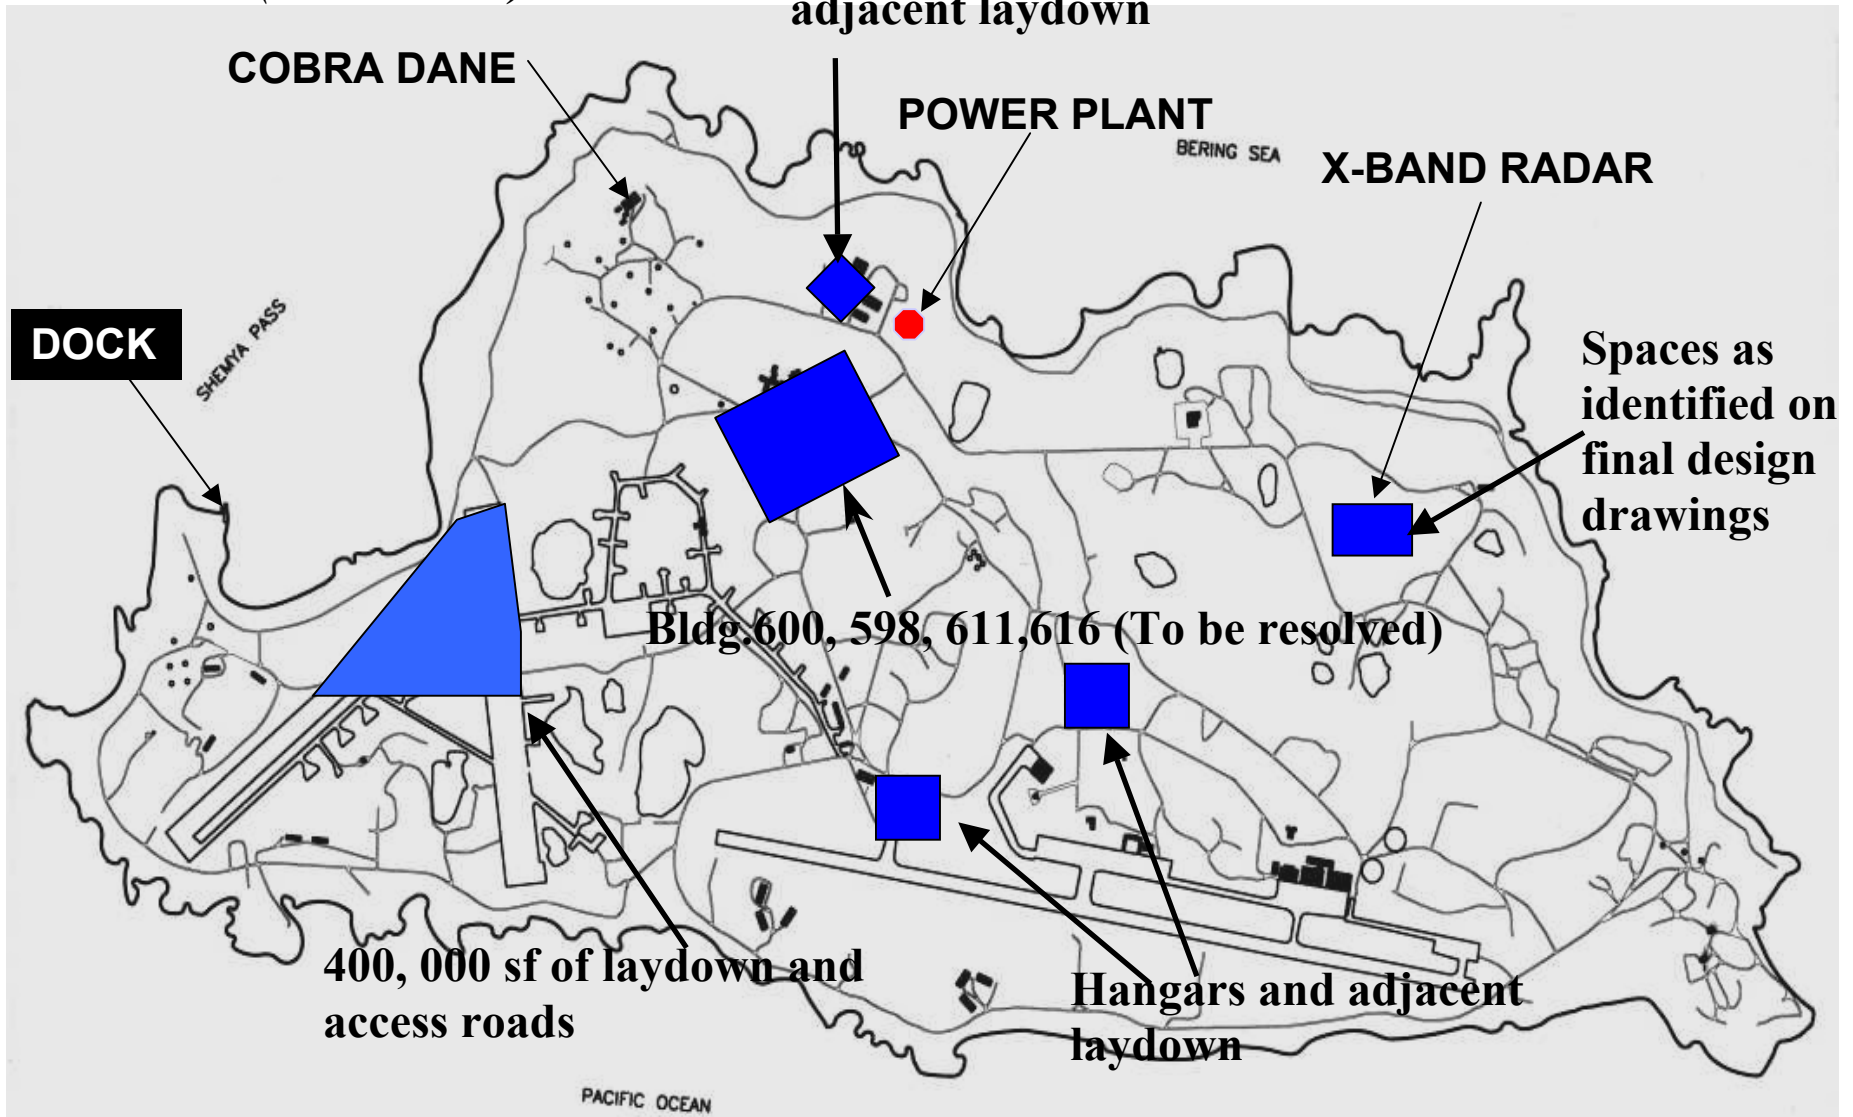 adjacent laydown
COBRA DANE
POWER PLANT
BERING SEA
X-BAND RADAR
DOCK
SHEMYA PASS
Spaces as
identified on
final design
drawings
Bldg.600, 598, 611,616 (To be resolved)
400, 000 sf of laydown and
access roads
Hangars and adjacent
laydown
PACIFIC OCEAN